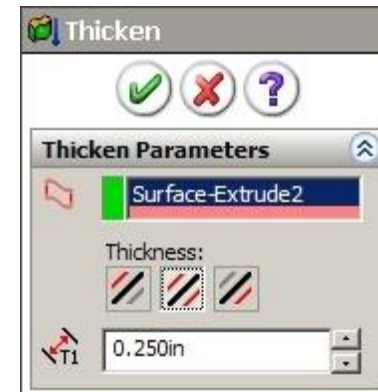 Thicken
?
Thicken Parameters
Surface-Extrude2
Thickness:
T1
0.250in